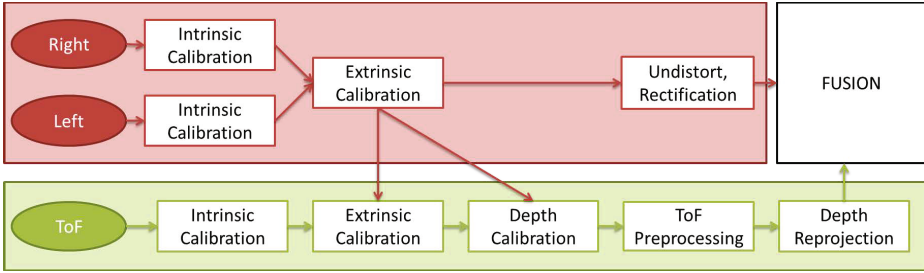 Right
Intrinsic
Calibration
Left
Intrinsic
Calibration
Extrinsic
Calibration
Undistort,
Rectification
FUSION
ToF
Intrinsic
Calibration
Extrinsic
Calibration
Depth
Calibration
ToF
Preprocessing
Depth
Reprojection